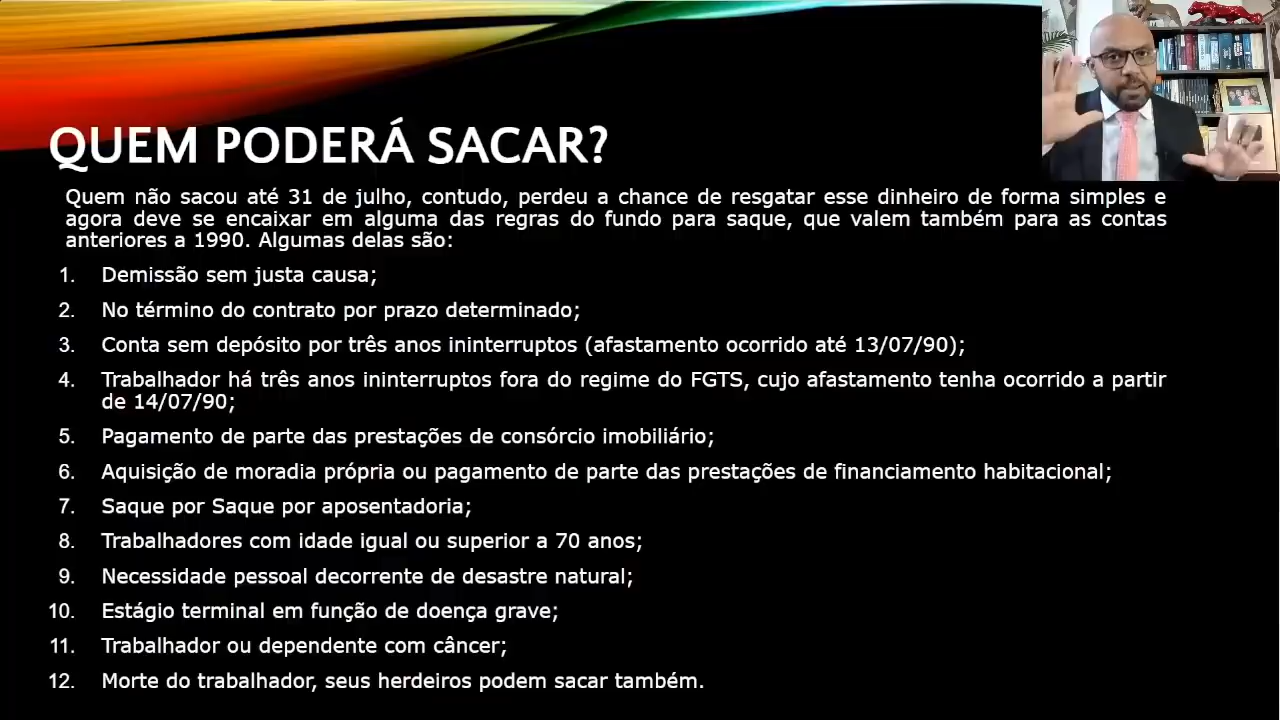 QUEM PODERÁ SACAR?
Quem não sacou até 31 de julho, contudo, perdeu a chance de resgatar esse dinheiro de forma simples e
agora deve se encaixar em alguma das regras do fundo para saque, que valem também para as contas
anteriores a 1990. Algumas delas são:
1. Demissão sem justa causa;
2. No término do contrato por prazo determinado;
3. Conta sem depósito por três anos ininterruptos (afastamento ocorrido até 13/07/90);
4. Trabalhador há três anos ininterruptos fora do regime do FGTS, cujo afastamento tenha ocorrido a partir
de 14/07/90;
5. Pagamento de parte das prestações de consórcio imobiliário;
6. Aquisição de moradia própria ou pagamento de parte das prestações de financiamento habitacional;
7. Saque por Saque por aposentadoria;
8. Trabalhadores com idade igual ou superior a 70 anos;
9. Necessidade pessoal decorrente de desastre natural;
10. Estágio terminal em função de doença grave;
11. Trabalhador ou dependente com câncer;
12. Morte do trabalhador, seus herdeiros podem sacar também.